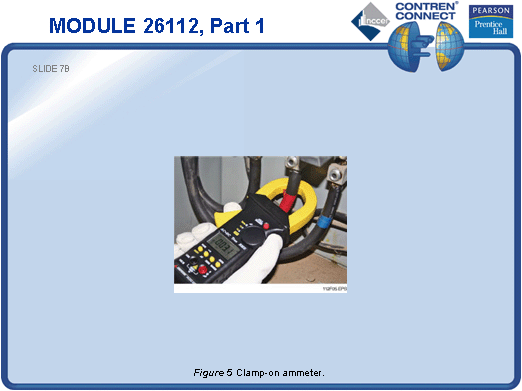 MODULE 26112, Part 1
nccer
CONTREN®
CONNECT
PEARSON
Prentice
Hall
SLIDE 7B
Figure 5 Clamp-on ammeter.